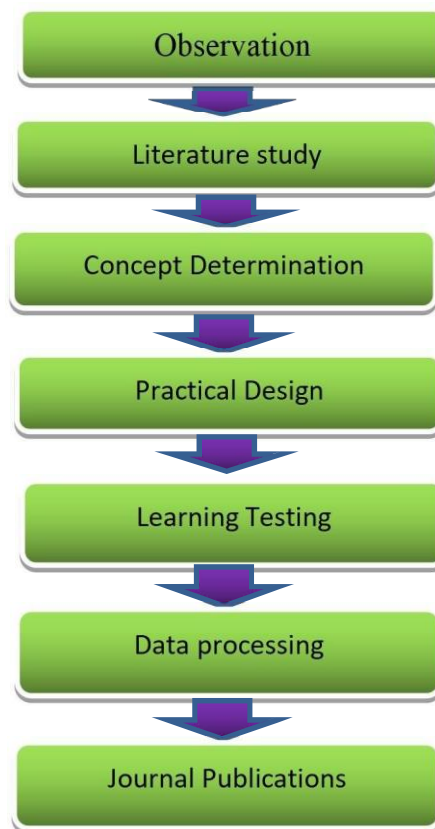 Observation
Literature study
Concept Determination
Practical Design
Learning Testing
Data processing
Journal Publications